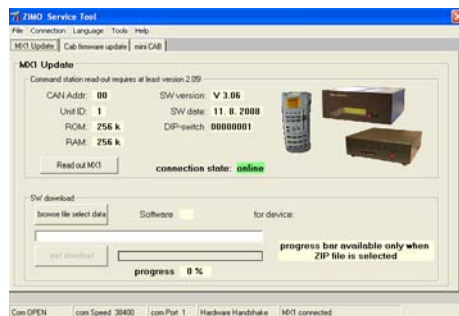 ZIMO Service Tool
File Connection Language Tools Help
MX1 Update Cab firmware update mini CAB
MX1 Update
Command station read-out requires at least version 2.05!
CAN Addr: 00 SW version: V 3.06
Unit ID: 1 SW date: 11. 8. 2008
ROM: 256 k DIP-switch 00000001
RAM: 256 k
Read out MX1 connection state: online
SW download
browse file select data Software for device:
start download progress bar available only when
ZIP file is selected
progress 0 %
Com OPEN com Speed 38400 com Port 1 Hardware Handshake MX1 connected